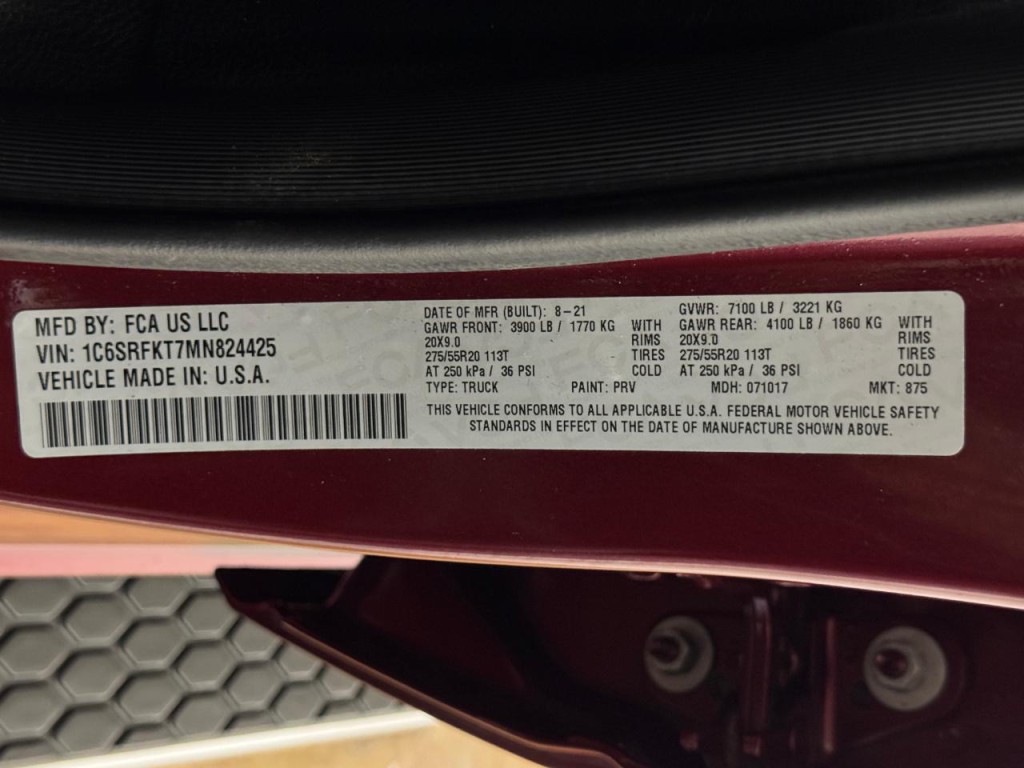 MFD BY: FCA US LLC
VIN: 1C6SRFKT7MN824425
VEHICLE MADE IN: U.S.A.
DATE OF MFR (BUILT): 8-21
GAWR FRONT: 3900 LB / 1770 KG WITH
20X9.0 RIMS
275/55R20 113T TIRES
AT 250 kPa / 36 PSI COLD
GVWR: 7100 LB / 3221 KG
GAWR REAR: 4100 LB / 1860 KG WITH
20X9.0 RIMS
275/55R20 113T TIRES
AT 250 kPa / 36 PSI COLD
TYPE: TRUCK PAINT: PRV MDH: 071017 MKT: 875
THIS VEHICLE CONFORMS TO ALL APPLICABLE U.S.A. FEDERAL MOTOR VEHICLE SAFETY
STANDARDS IN EFFECT ON THE DATE OF MANUFACTURE SHOWN ABOVE.